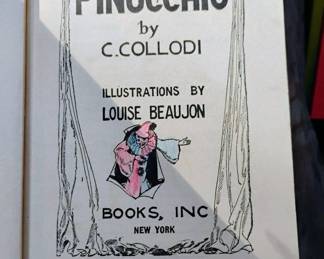 PINOCCHIO
by
C.COLLODI
ILLUSTRATIONS BY
LOUISE BEAUJON
BOOKS, INC
NEW YORK